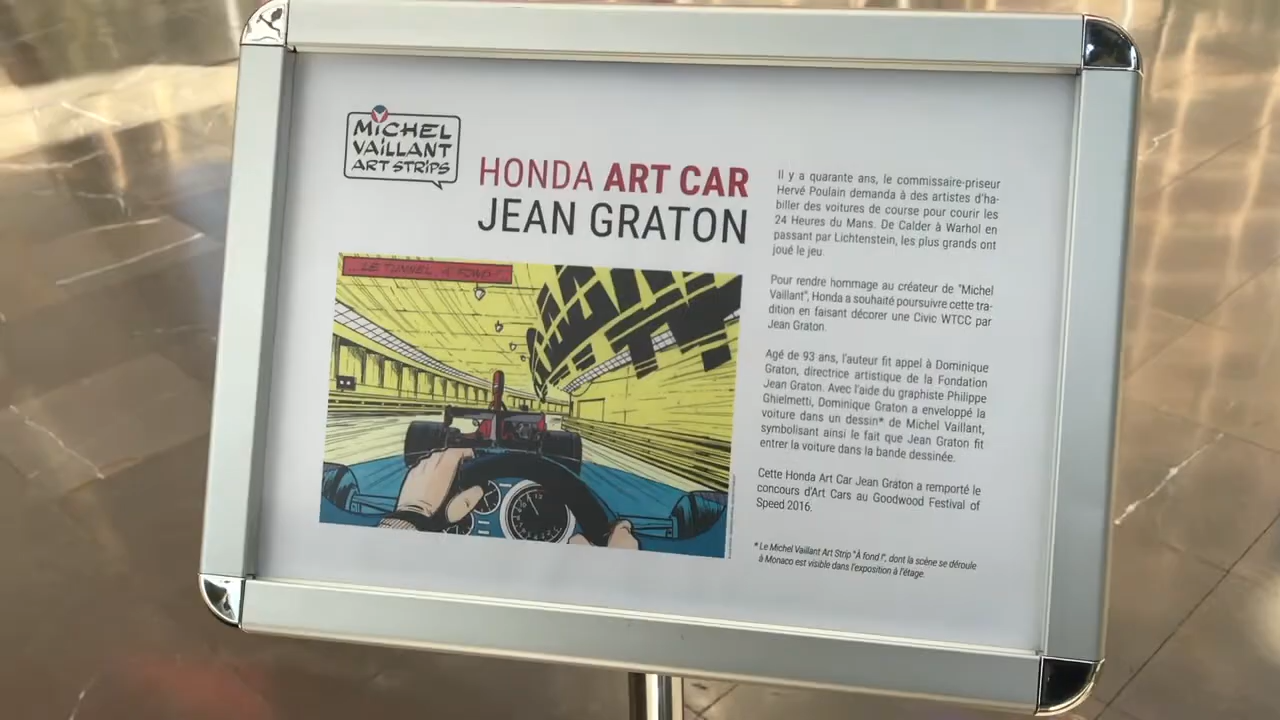 MiCHEL
VAiLLANT
ART STRiPS
HONDA ART CAR
JEAN GRATON
...LE TUNNEL, À FOND!
Il y a quarante ans, le commissaire-priseur
Hervé Poulain demanda à des artistes d'ha-
biller des voitures de course pour courir les
24 Heures du Mans. De Calder à Warhol en
passant par Lichtenstein, les plus grands ont
joué le jeu.
Pour rendre hommage au créateur de "Michel
Vaillant", Honda a souhaité poursuivre cette tra-
dition en faisant décorer une Civic WTCC par
Jean Graton.
Agé de 93 ans, l'auteur fit appel à Dominique
Graton, directrice artistique de la Fondation
Jean Graton. Avec l'aide du graphiste Philippe
Ghielmetti, Dominique Graton a enveloppé la
voiture dans un dessin* de Michel Vaillant,
symbolisant ainsi le fait que Jean Graton fit
entrer la voiture dans la bande dessinée.
Cette Honda Art Car Jean Graton a remporté le
concours d'Art Cars au Goodwood Festival of
Speed 2016.
* Le Michel Vaillant Art Strip "À fond !", dont la scène se déroule
à Monaco est visible dans l'exposition à l'étage.